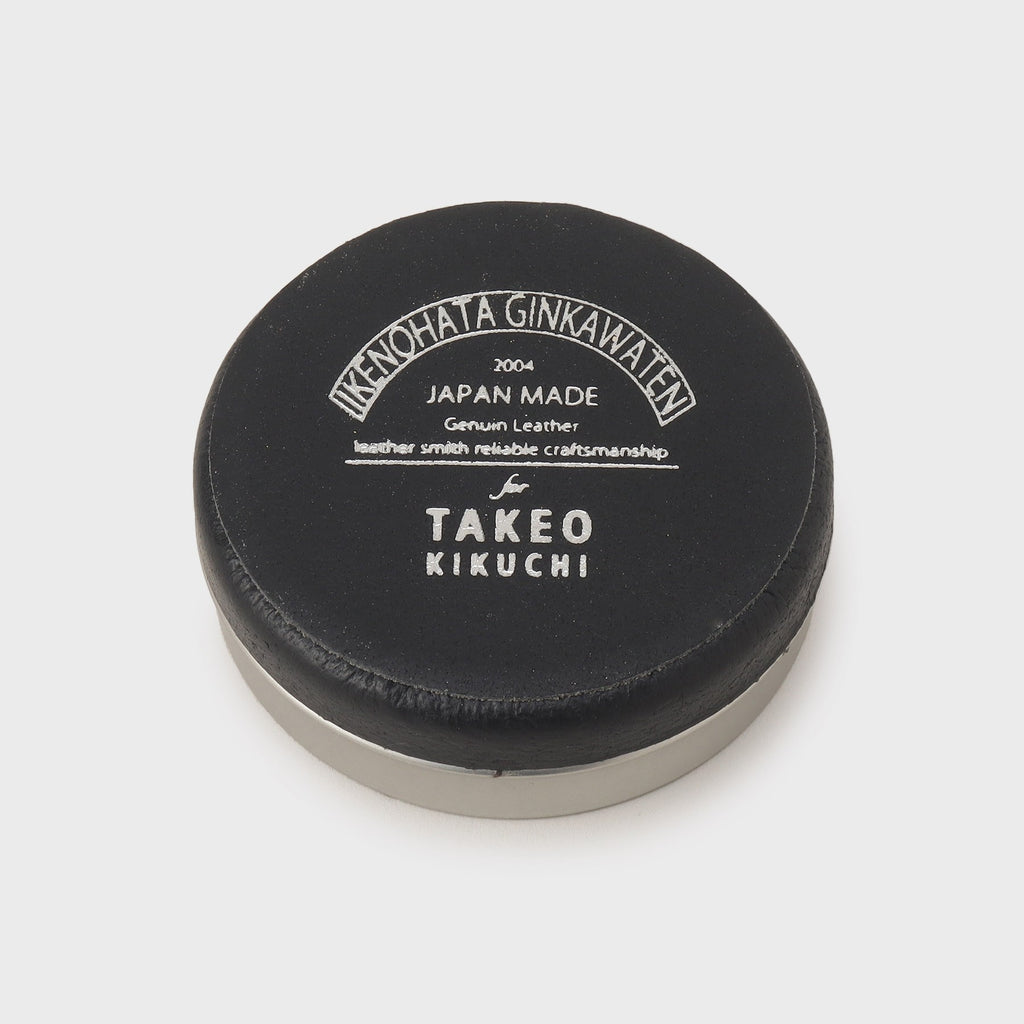 IKENOHATA GINKAWATEN
2004
JAPAN MADE
Genuin Leather
leather smith reliable craftsmanship
for
TAKEO
KIKUCHI